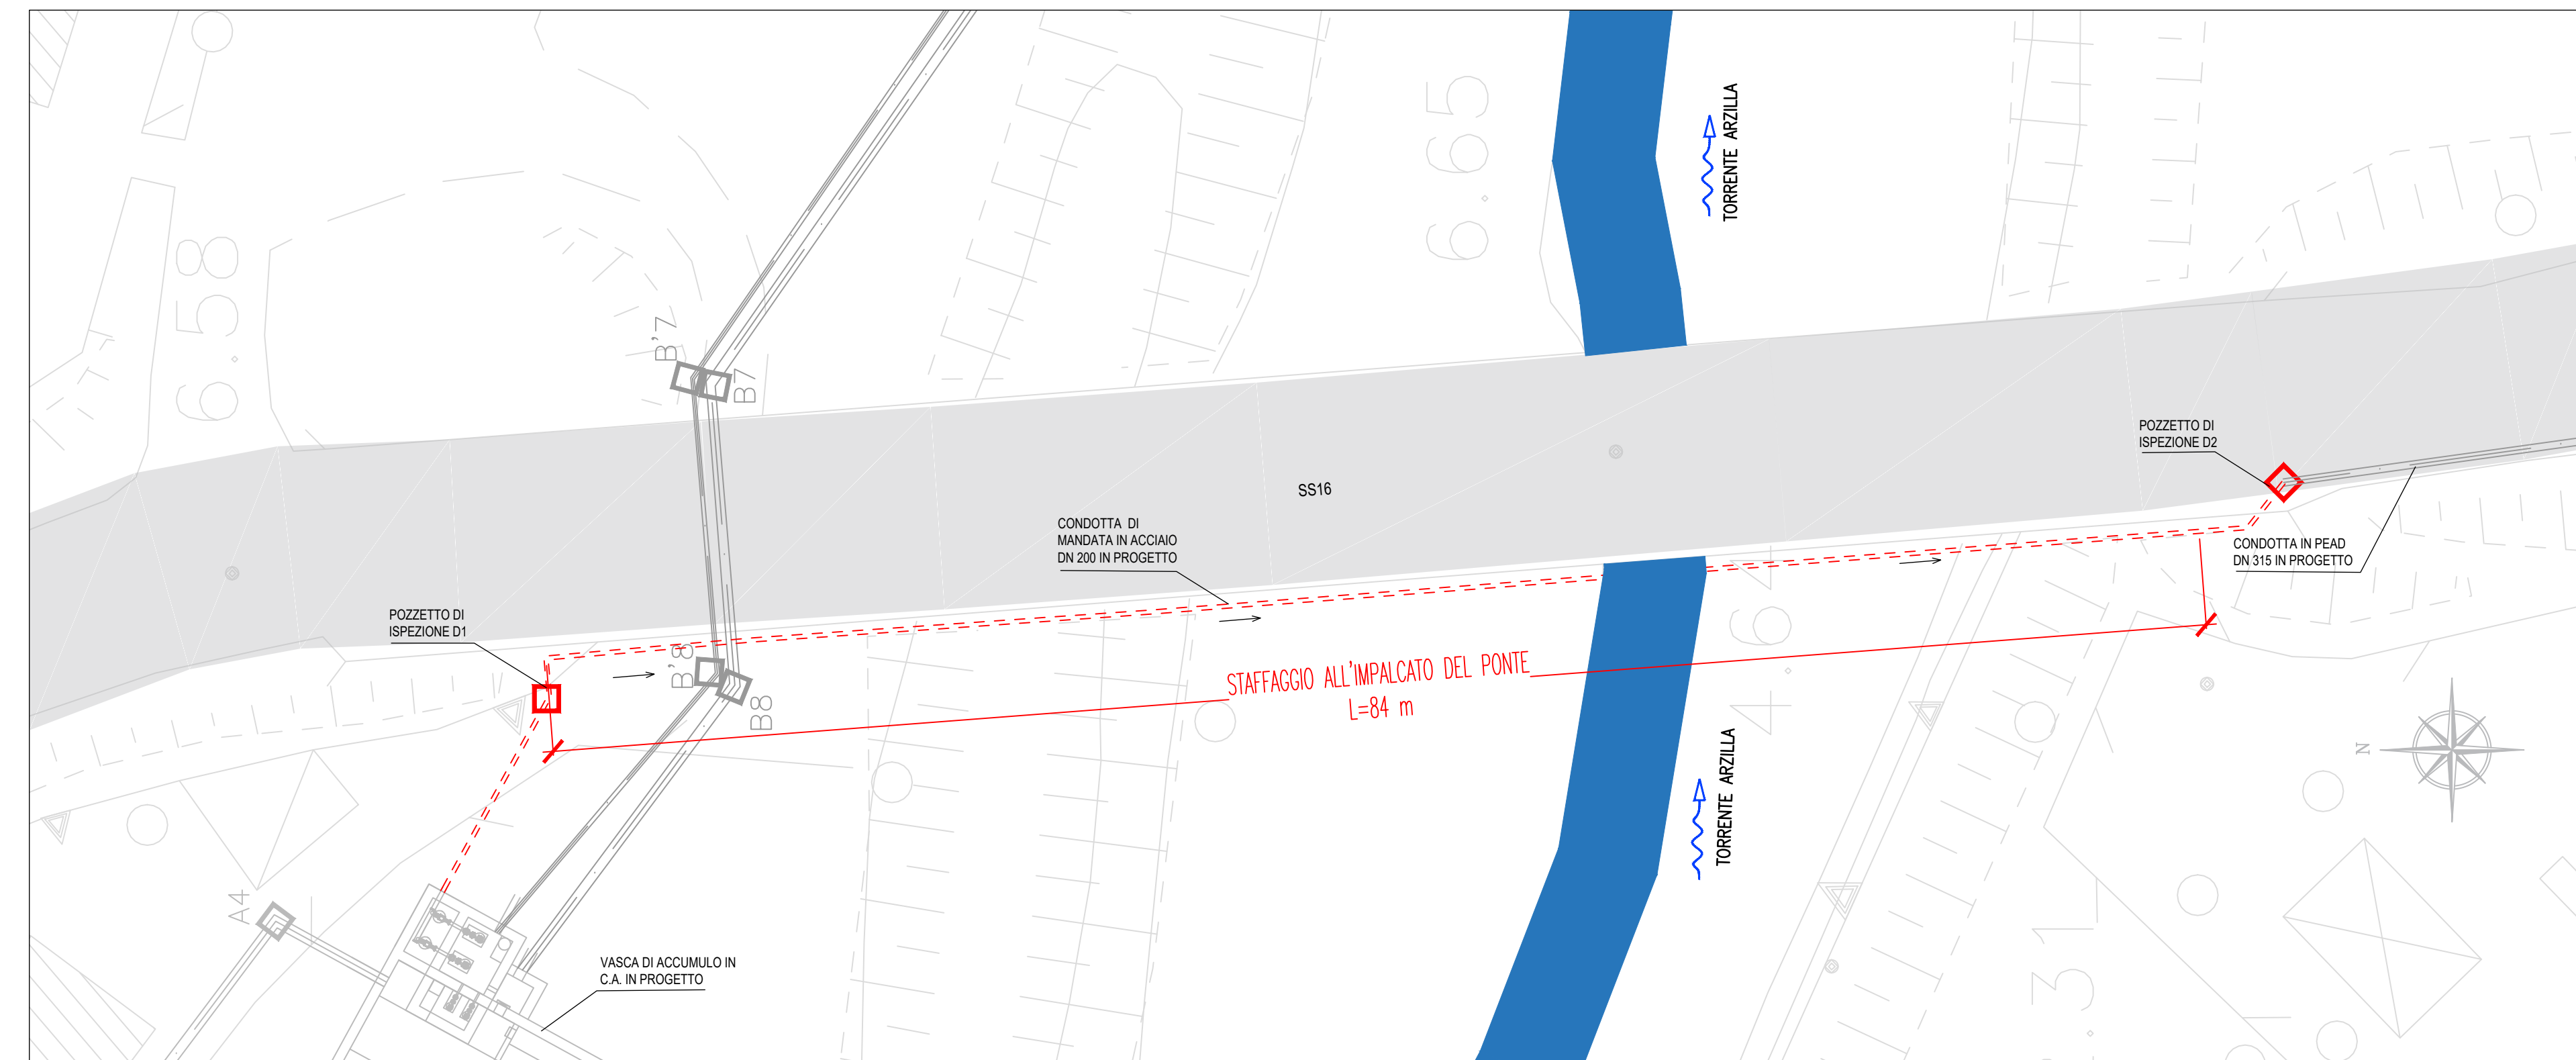 6.58
6.65
TORRENTE ARZILLA
B'7
B7
POZZETTO DI
ISPEZIONE D2
SS16
CONDOTTA DI
MANDATA IN ACCIAIO
DN 200 IN PROGETTO
CONDOTTA IN PEAD
DN 315 IN PROGETTO
POZZETTO DI
ISPEZIONE D1
B'8
B8
STAFFAGGIO ALL'IMPALCATO DEL PONTE
L=84 m
TORRENTE ARZILLA
N
A4
VASCA DI ACCUMULO IN
C.A. IN PROGETTO